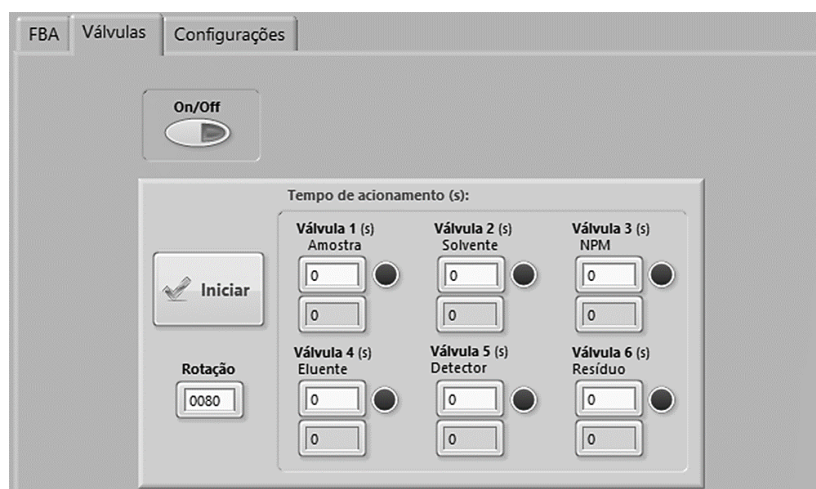 FBA Válvulas Configurações
On/Off
Tempo de acionamento (s):
Válvula 1 (s) Válvula 2 (s) Válvula 3 (s)
Amostra Solvente NPM
0 0 0
Iniciar
0 0 0
Válvula 4 (s) Válvula 5 (s) Válvula 6 (s)
Rotação Eluente Detector Resíduo
0080 0 0 0
0 0 0